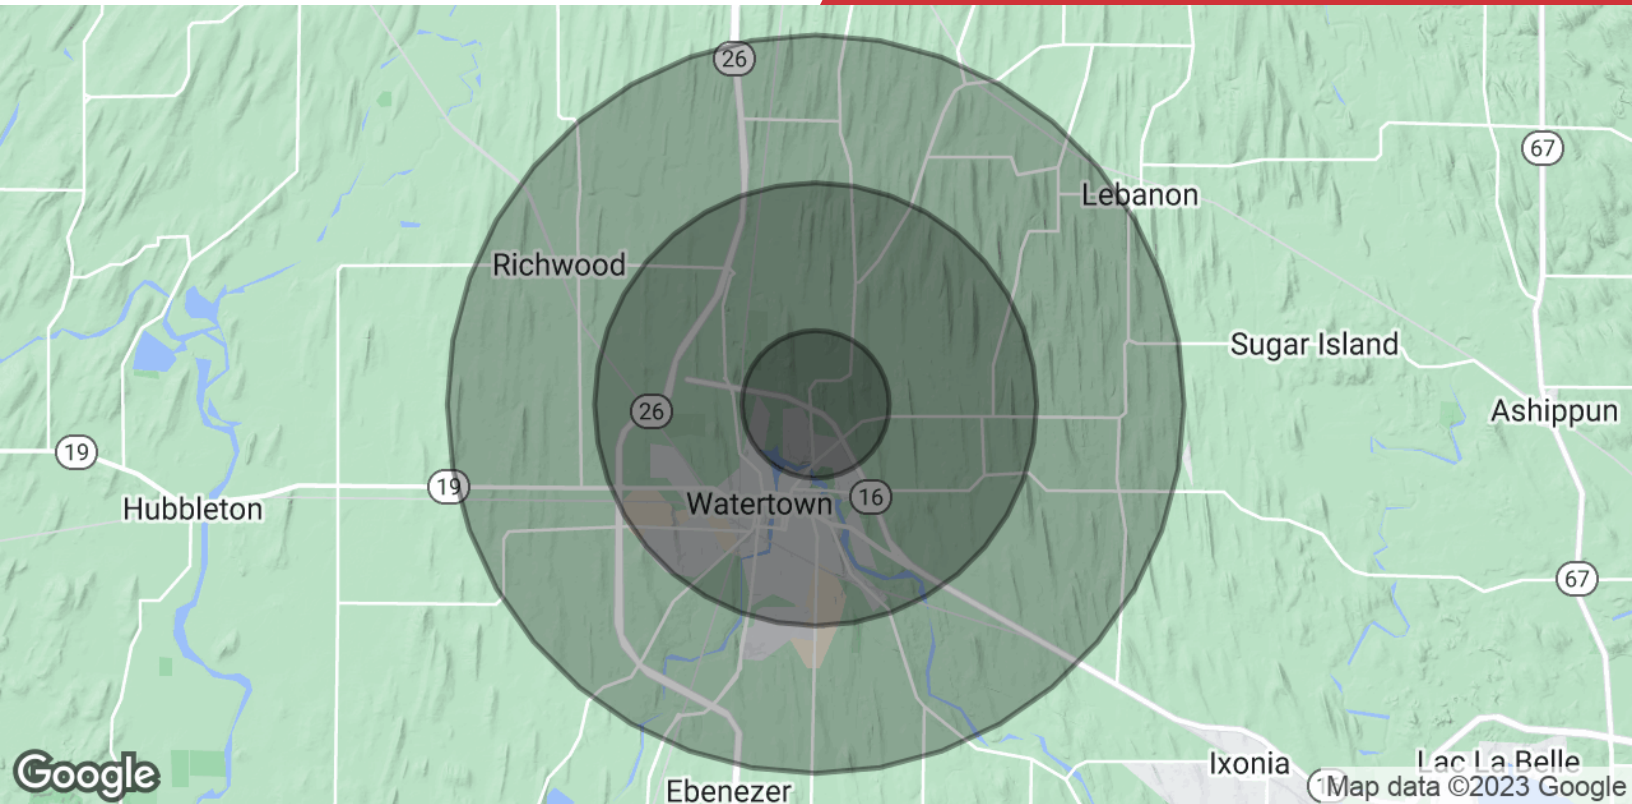 26
67
Lebanon
Richwood
Sugar Island
26
Ashippun
19
19
Watertown
16
Hubbleton
67
Ixonia
Lac La Belle
Google
Ebenezer
Map data ©2023 Google